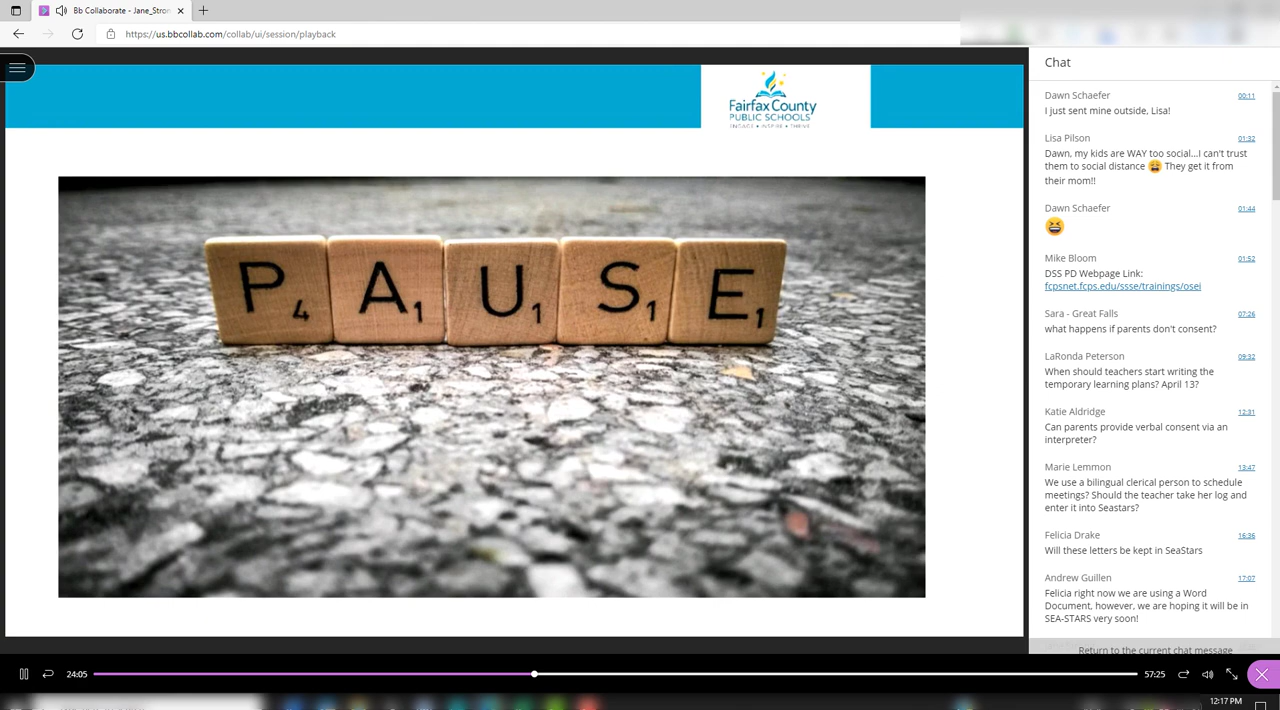 Bb Collaborate - Jane_Stron
https://us.bbcollab.com/collab/ui/session/playback
Fairfax County
PUBLIC SCHOOLS
ENGAGE • INSPIRE • THRIVE
P4 A1 U1 S1 E1
Chat
Dawn Schaefer 00:11
I just sent mine outside, Lisa!
Lisa Pilson 01:32
Dawn, my kids are WAY too social...I can't trust
them to social distance 😩 They get it from
their mom!!
Dawn Schaefer 01:44
😆
Mike Bloom 01:52
DSS PD Webpage Link:
fcpsnet.fcps.edu/ssse/trainings/osei
Sara - Great Falls 07:26
what happens if parents don't consent?
LaRonda Peterson 09:32
When should teachers start writing the
temporary learning plans? April 13?
Katie Aldridge 12:31
Can parents provide verbal consent via an
interpreter?
Marie Lemmon 13:47
We use a bilingual clerical person to schedule
meetings? Should the teacher take her log and
enter it into Seastars?
Felicia Drake 16:36
Will these letters be kept in SeaStars
Andrew Guillen 17:07
Felicia right now we are using a Word
Document, however, we are hoping it will be in
SEA-STARS very soon!
Return to the current chat message
24:05
57:25
12:17 PM